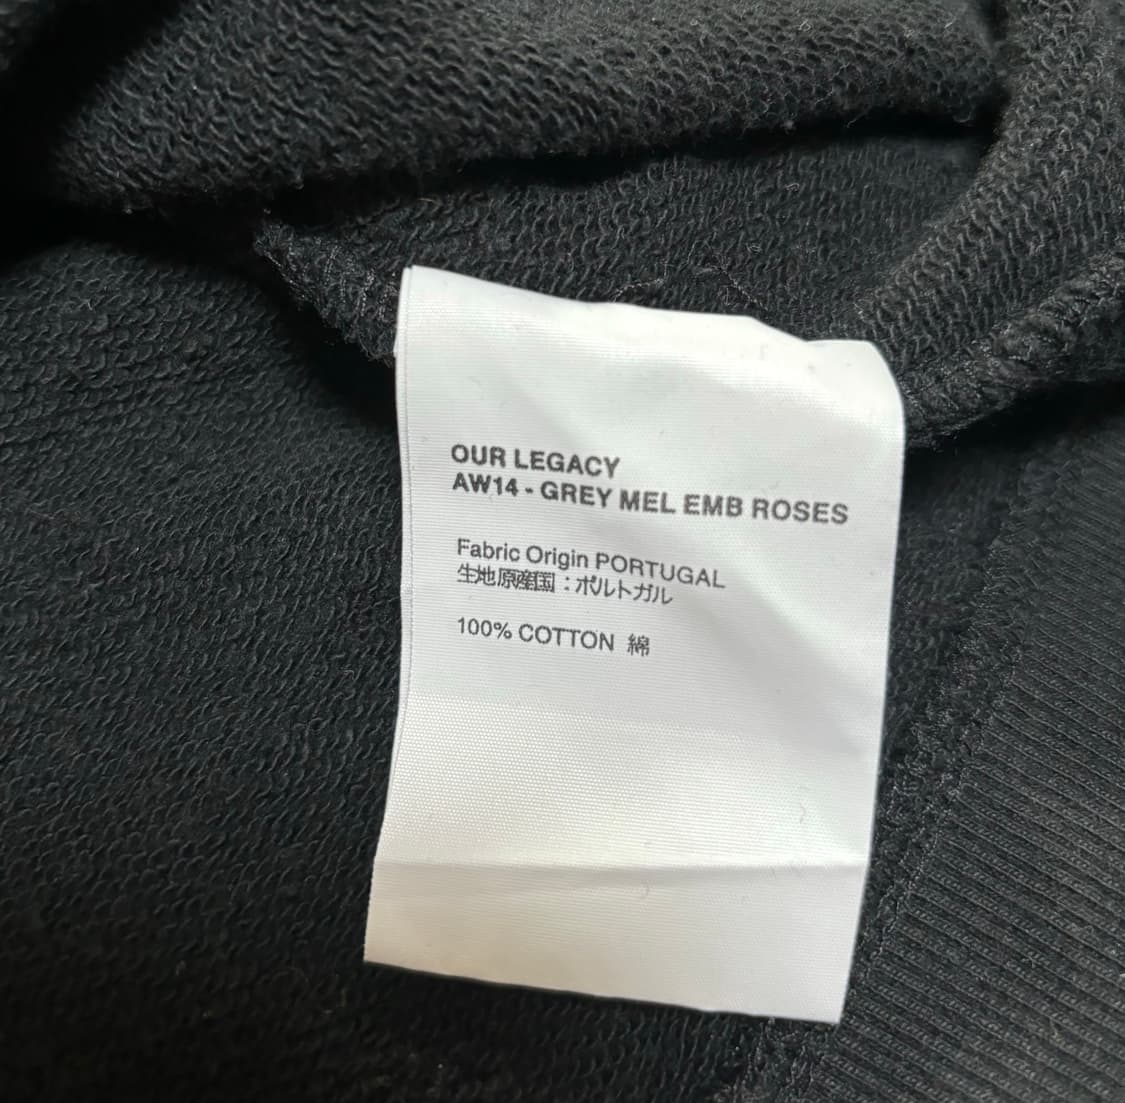 OUR LEGACY
AW14 - GREY MEL EMB ROSES
Fabric Origin PORTUGAL
生地原産国：ポルトガル
100% COTTON 綿